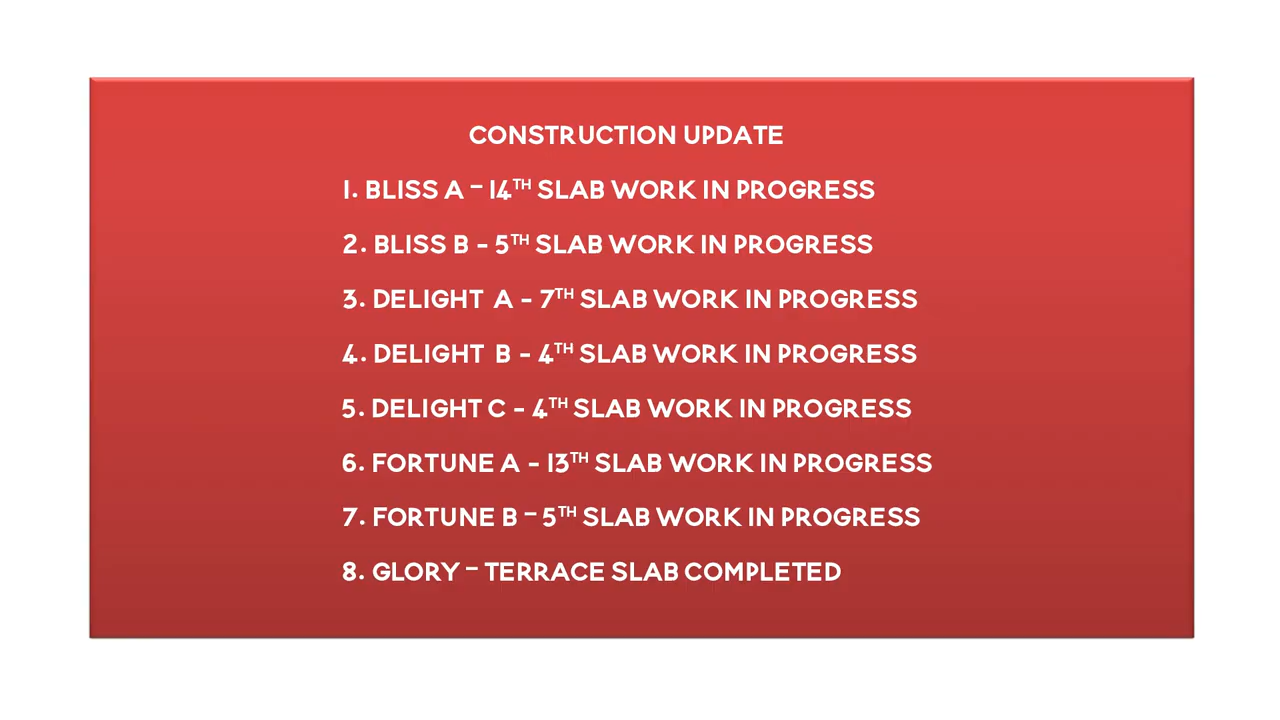 CONSTRUCTION UPDATE
1. BLISS A – 14TH SLAB WORK IN PROGRESS
2. BLISS B - 5TH SLAB WORK IN PROGRESS
3. DELIGHT A - 7TH SLAB WORK IN PROGRESS
4. DELIGHT B - 4TH SLAB WORK IN PROGRESS
5. DELIGHT C - 4TH SLAB WORK IN PROGRESS
6. FORTUNE A - 13TH SLAB WORK IN PROGRESS
7. FORTUNE B – 5TH SLAB WORK IN PROGRESS
8. GLORY – TERRACE SLAB COMPLETED